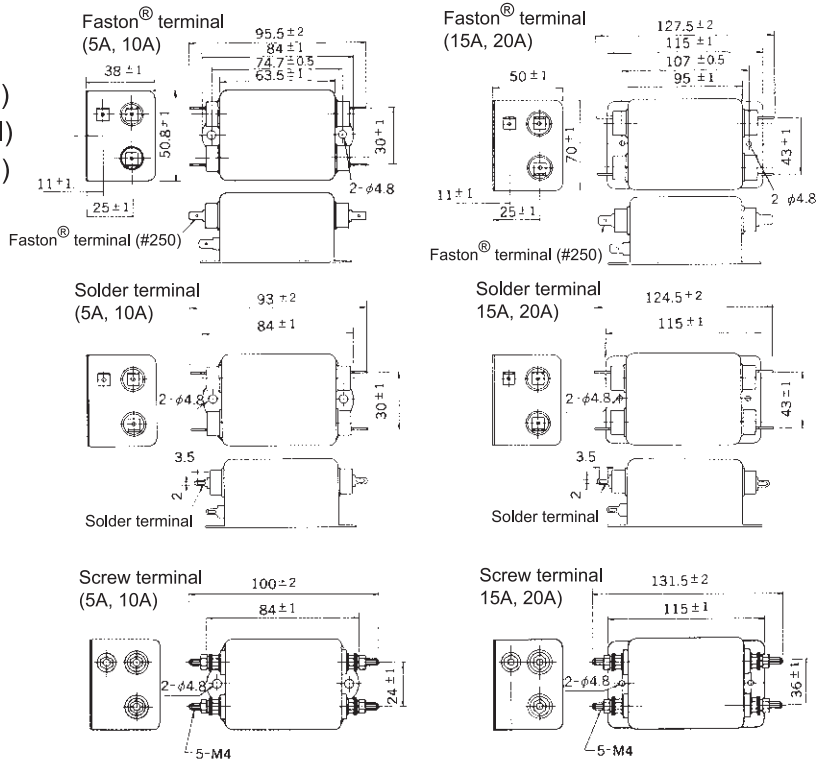 Faston® terminal
(5A, 10A)
95.5±2
84±1
74.7±0.5
63.5±1
38±1
50.8±1
30±1
11±1
25±1
2-φ4.8
Faston® terminal (#250)
Faston® terminal
(15A, 20A)
127.5±2
115±1
107±0.5
95±1
50±1
70±1
43±1
11±1
25±1
2 φ4.8
Faston® terminal (#250)
)
)
)
Solder terminal
(5A, 10A)
93±2
84±1
2-φ4.8
30±1
3.5
2
Solder terminal
Solder terminal
15A, 20A)
124.5±2
115±1
2-φ4.8
43±1
3.5
2
Solder terminal
Screw terminal
(5A, 10A)
100±2
84±1
2-φ4.8
24±1
5-M4
Screw terminal
15A, 20A)
131.5±2
115±1
2-φ4.8
36±1
5-M4